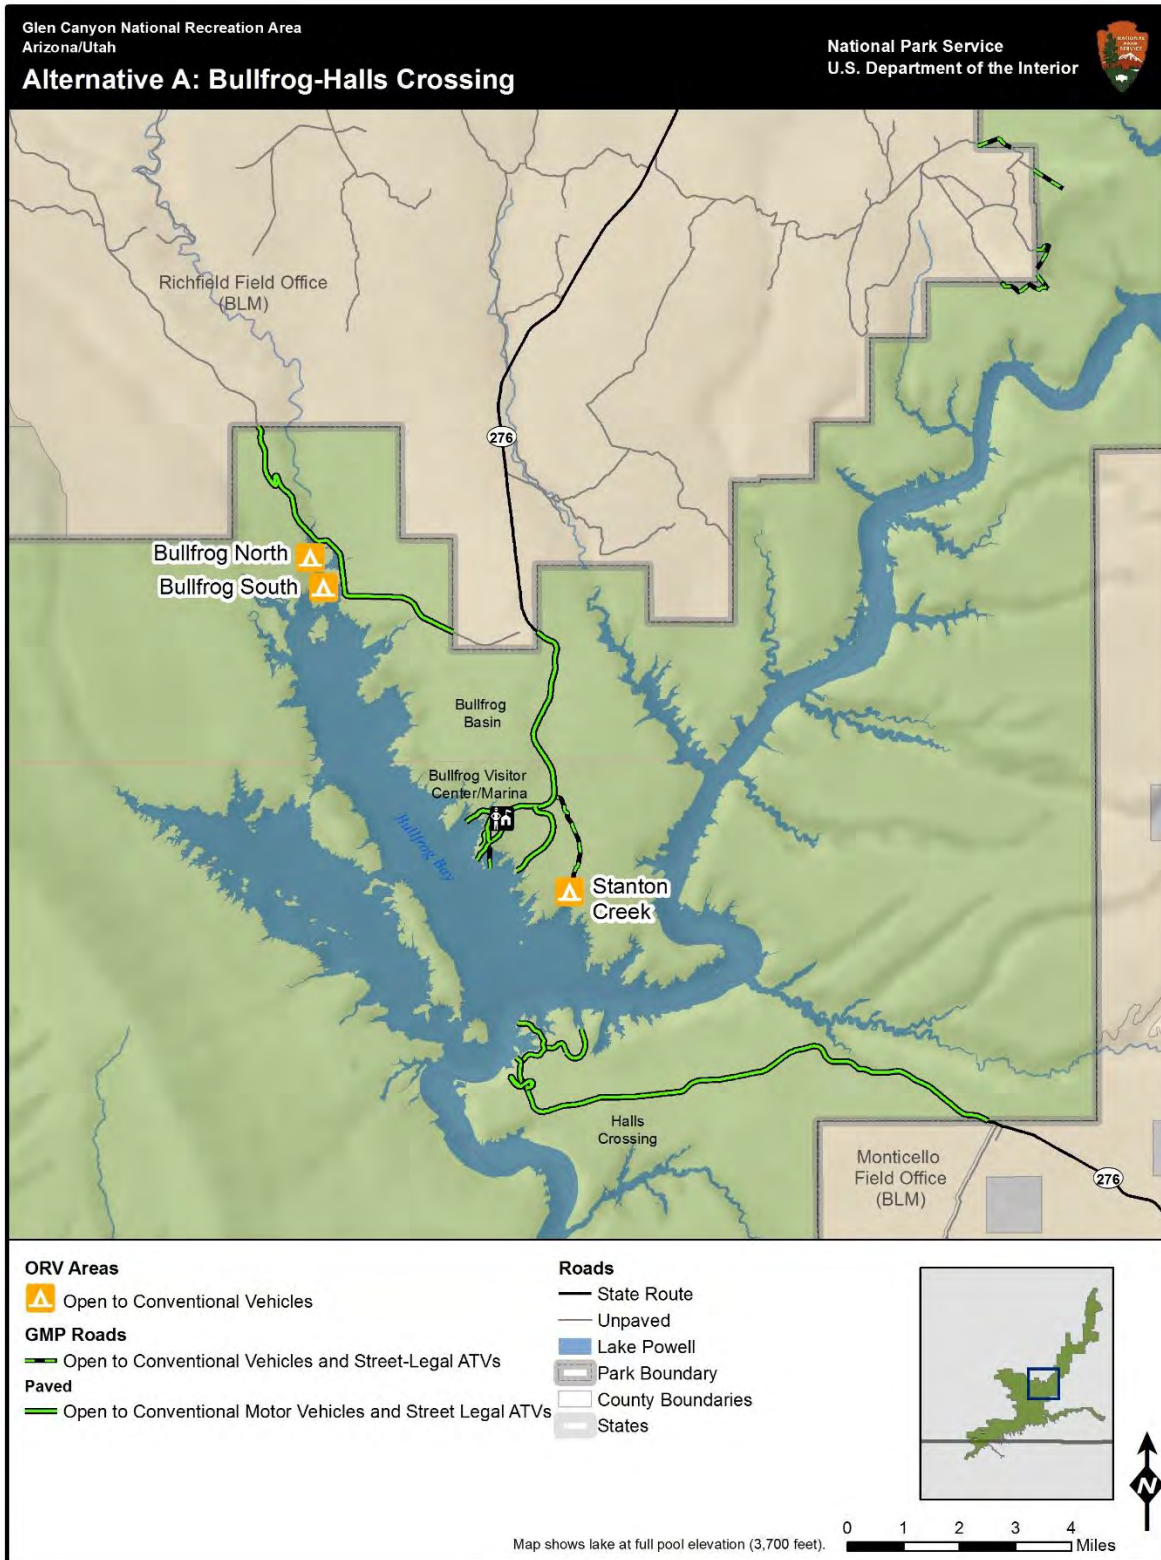 Glen Canyon National Recreation Area
Arizona/Utah
Alternative A: Bullfrog-Halls Crossing
National Park Service
U.S. Department of the Interior
NATIONAL
PARK
SERVICE
Richfield Field Office
(BLM)
276
Bullfrog North
Bullfrog South
Bullfrog
Basin
Bullfrog Visitor
Center/Marina
Bullfrog Bay
Stanton
Creek
Halls
Crossing
Monticello
Field Office
(BLM)
276
ORV Areas
Open to Conventional Vehicles
GMP Roads
Open to Conventional Vehicles and Street-Legal ATVs
Paved
Open to Conventional Motor Vehicles and Street Legal ATVs
Roads
State Route
Unpaved
Lake Powell
Park Boundary
County Boundaries
States
N
Map shows lake at full pool elevation (3,700 feet).
0 1 2 3 4
Miles